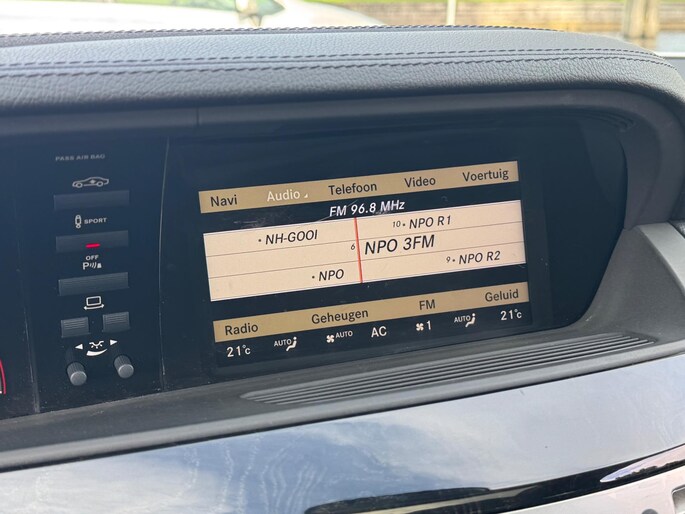 PASS AIR BAG
SPORT
OFF
P
Navi Audio Telefoon Video Voertuig
FM 96.8 MHz
NH-GOOI 10 NPO R1
6 NPO 3FM
NPO 9 NPO R2
Radio Geheugen FM Geluid
21°C AUTO AUTO AC 1 AUTO 21°C